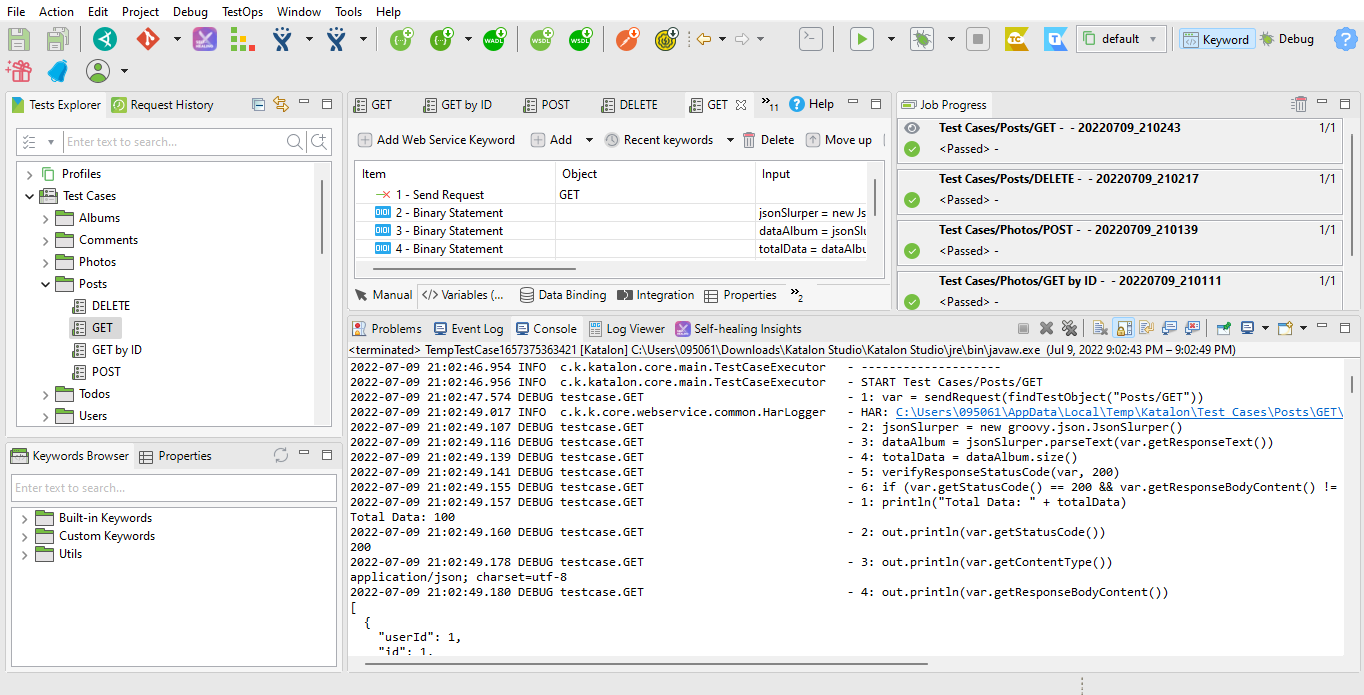 File Action Edit Project Debug TestOps Window Tools Help
default Keyword Debug
Tests Explorer Request History
Enter text to search...
Profiles
Test Cases
Albums
Comments
Photos
Posts
DELETE
GET
GET by ID
POST
Todos
Users
Keywords Browser Properties
Enter text to search...
Built-in Keywords
Custom Keywords
Utils
GET GET by ID POST DELETE GET 11 Help
Add Web Service Keyword Add Recent keywords Delete Move up
Item Object Input
1 - Send Request GET
2 - Binary Statement jsonSlurper = new Js
3 - Binary Statement dataAlbum = jsonSlu
4 - Binary Statement totalData = dataAlbu
Manual </> Variables (... Data Binding Integration Properties 2
Job Progress
Test Cases/Posts/GET - - 20220709_210243 1/1
<Passed> -
Test Cases/Posts/DELETE - - 20220709_210217 1/1
<Passed> -
Test Cases/Photos/POST - - 20220709_210139 1/1
<Passed> -
Test Cases/Photos/GET by ID - - 20220709_210111 1/1
<Passed> -
Problems Event Log Console Log Viewer Self-healing Insights
<terminated> TempTestCase1657375363421 [Katalon] C:\Users\095061\Downloads\Katalon Studio\Katalon Studio\jre\bin\javaw.exe (Jul 9, 2022 9:02:43 PM – 9:02:49 PM)
2022-07-09 21:02:46.954 INFO c.k.katalon.core.main.TestCaseExecutor - --------------------
2022-07-09 21:02:46.956 INFO c.k.katalon.core.main.TestCaseExecutor - START Test Cases/Posts/GET
2022-07-09 21:02:47.574 DEBUG testcase.GET - 1: var = sendRequest(findTestObject("Posts/GET"))
2022-07-09 21:02:49.017 INFO c.k.k.core.webservice.common.HarLogger - HAR: C:\Users\095061\AppData\Local\Temp\Katalon\Test Cases\Posts\GET\
2022-07-09 21:02:49.107 DEBUG testcase.GET - 2: jsonSlurper = new groovy.json.JsonSlurper()
2022-07-09 21:02:49.116 DEBUG testcase.GET - 3: dataAlbum = jsonSlurper.parseText(var.getResponseText())
2022-07-09 21:02:49.139 DEBUG testcase.GET - 4: totalData = dataAlbum.size()
2022-07-09 21:02:49.141 DEBUG testcase.GET - 5: verifyResponseStatusCode(var, 200)
2022-07-09 21:02:49.155 DEBUG testcase.GET - 6: if (var.getStatusCode() == 200 && var.getResponseBodyContent() !=
2022-07-09 21:02:49.157 DEBUG testcase.GET - 1: println("Total Data: " + totalData)
Total Data: 100
2022-07-09 21:02:49.160 DEBUG testcase.GET - 2: out.println(var.getStatusCode())
200
2022-07-09 21:02:49.178 DEBUG testcase.GET - 3: out.println(var.getContentType())
application/json; charset=utf-8
2022-07-09 21:02:49.180 DEBUG testcase.GET - 4: out.println(var.getResponseBodyContent())
[
{
"userId": 1,
"id": 1,